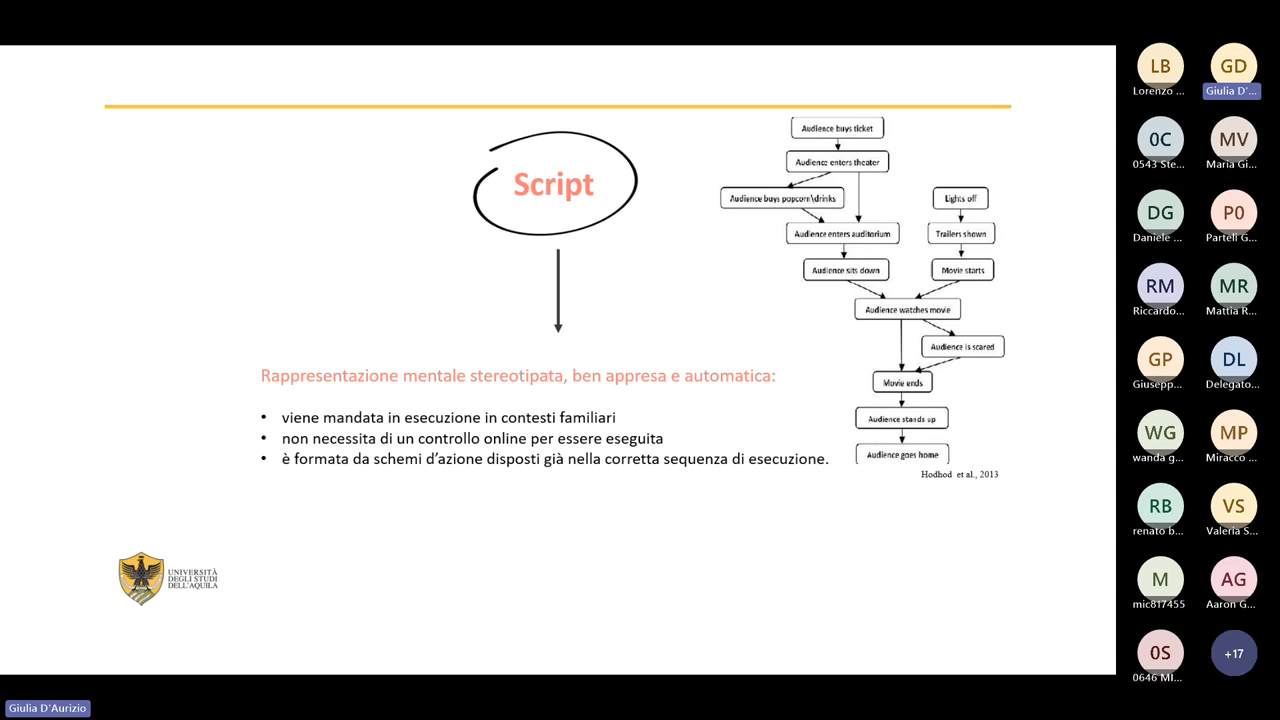 Script
Rappresentazione mentale stereotipata, ben appresa e automatica:
• viene mandata in esecuzione in contesti familiari
• non necessita di un controllo online per essere eseguita
• è formata da schemi d’azione disposti già nella corretta sequenza di esecuzione.
Audience buys ticket
Audience enters theater
Audience buys popcorn\drinks
Lights off
Audience enters auditorium
Trailers shown
Audience sits down
Movie starts
Audience watches movie
Audience is scared
Movie ends
Audience stands up
Audience goes home
Hodhod et al., 2013
UNIVERSITÀ
DEGLI STUDI
DELL'AQUILA
LB
Lorenzo ...
GD
Giulia D'...
0C
0543 Ste...
MV
Maria Gi...
DG
Daniele ...
P0
Parteli G...
RM
Riccardo...
MR
Mattia R...
GP
Giusepp...
DL
Delegato...
WG
wanda g...
MP
Miracco ...
RB
renato b...
VS
Valeria S...
M
mic817455
AG
Aaron G...
0S
0646 MI...
+17
Giulia D'Aurizio